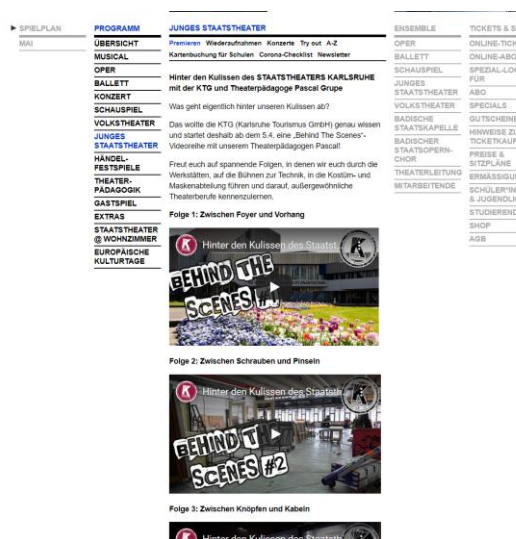 SPIELPLAN
MAI
PROGRAMM
ÜBERSICHT
MUSICAL
OPER
BALLETT
KONZERT
SCHAUSPIEL
VOLKSTHEATER
JUNGES
STAATSTHEATER
HÄNDEL-
FESTSPIELE
THEATER-
PÄDAGOGIK
GASTSPIEL
EXTRAS
STAATSTHEATER
@ WOHNZIMMER
EUROPÄISCHE
KULTURTAGE
JUNGES STAATSTHEATER
Premieren Wiederaufnahmen Konzerte Try out A-Z
Kartenbuchung für Schulen Corona-Checklist Newsletter
Hinter den Kulissen des STAATSTHEATERS KARLSRUHE
mit der KTG und Theaterpädagoge Pascal Grupe
Was geht eigentlich hinter unseren Kulissen ab?
Das wollte die KTG (Karlsruhe Tourismus GmbH) genau wissen
und startet deshalb ab dem 5.4. eine „Behind The Scenes“-
Videoreihe mit unserem Theaterpädagogen Pascal!
Freut euch auf spannende Folgen, in denen wir euch durch die
Werkstätten, auf die Bühnen zur Technik, in die Kostüm- und
Maskenabteilung führen und darauf, außergewöhnliche
Theaterberufe kennenzulernen.
Folge 1: Zwischen Foyer und Vorhang
K Hinter den Kulissen des Staatst...
BEHIND THE
SCENES #1
Folge 2: Zwischen Schrauben und Pinseln
K Hinter den Kulissen des Staatsth...
BEHIND THE
SCENES #2
Folge 3: Zwischen Knöpfen und Kabeln
Hinter den Kulissen des Staatsth...
ENSEMBLE
OPER
BALLETT
SCHAUSPIEL
JUNGES
STAATSTHEATER
VOLKSTHEATER
BADISCHE
STAATSKAPELLE
BADISCHER
STAATSOPERN-
CHOR
THEATERLEITUNG
MITARBEITENDE
TICKETS & S
ONLINE-TICK
ONLINE-ABO
SPEZIAL-LOG
FÜR
ABO
SPECIALS
GUTSCHEINE
HINWEISE ZU
TICKETKAUF
PREISE &
SITZPLÄNE
ERMÄSSIGU
SCHÜLER*IN
& JUGENDLIC
STUDIEREND
SHOP
AGB